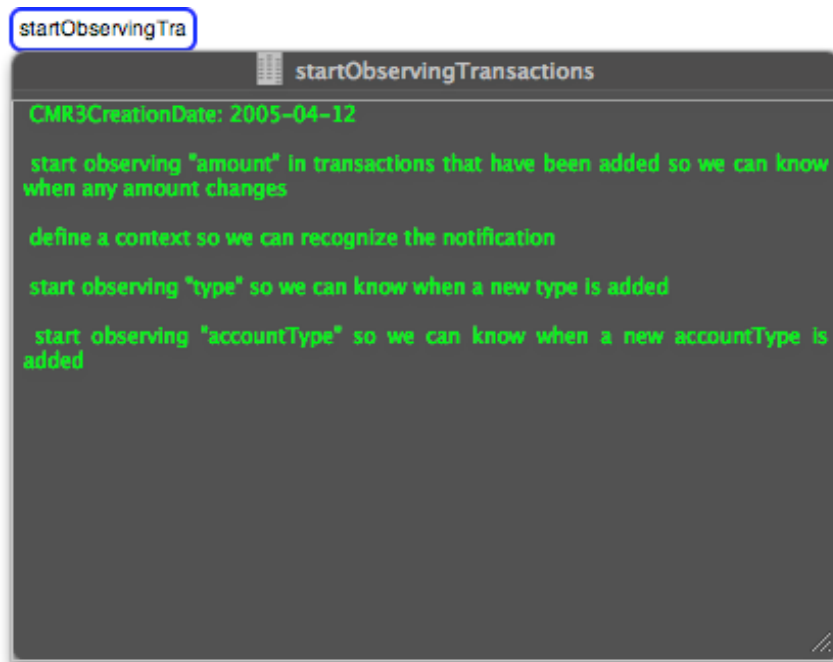 startObservingTra
startObservingTransactions
CMR3CreationDate: 2005-04-12
start observing "amount" in transactions that have been added so we can know
when any amount changes
define a context so we can recognize the notification
start observing "type" so we can know when a new type is added
start observing "accountType" so we can know when a new accountType is
added